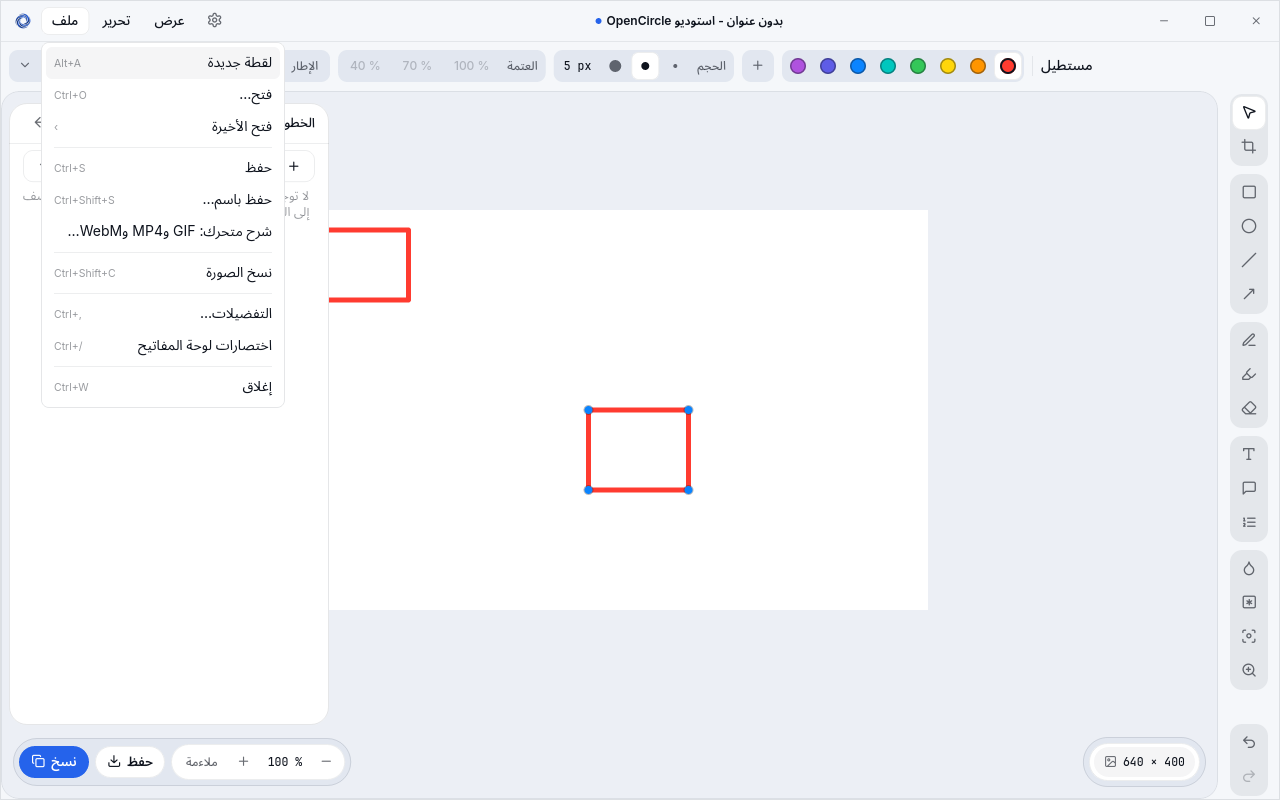 ملف
تحرير
عرض
بدون عنوان - استوديو OpenCircle
مستطيل
الحجم
5 px
العتمة
100 %
70 %
40 %
الإطار
لقطة جديدة Alt+A
فتح... Ctrl+O
فتح الأخيرة
حفظ Ctrl+S
حفظ باسم... Ctrl+Shift+S
شرح متحرك: GIF وMP4 وWebM...
نسخ الصورة Ctrl+Shift+C
التفضيلات... Ctrl+,
اختصارات لوحة المفاتيح Ctrl+/
إغلاق Ctrl+W
نسخ
حفظ
ملاءمة
100 %
640 × 400